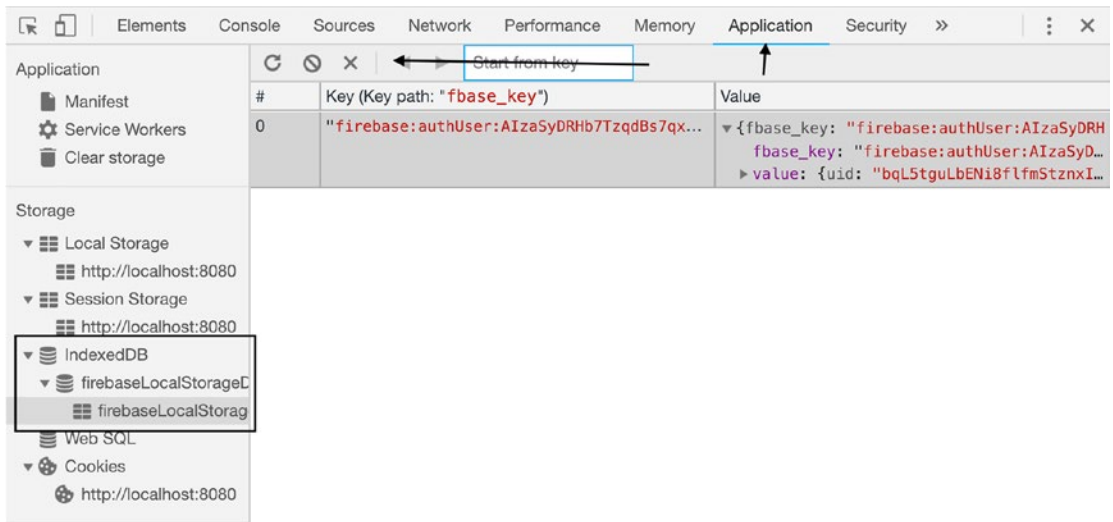 Elements Console Sources Network Performance Memory Application Security »
Application
Manifest
Service Workers
Clear storage
Storage
Local Storage
http://localhost:8080
Session Storage
http://localhost:8080
IndexedDB
firebaseLocalStorageD
firebaseLocalStorag
Web SQL
Cookies
http://localhost:8080
Start from key
# Key (Key path: "fbase_key") Value
0 "firebase:authUser:AIzaSyDRHb7TzqdBs7qx... {fbase_key: "firebase:authUser:AIzaSyDRH
fbase_key: "firebase:authUser:AIzaSyD...
value: {uid: "bqL5tguLbENi8flfmStznxI...